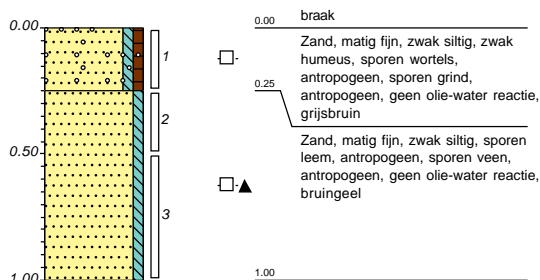 0.00
0.50
1.00
1
2
3
0.00
braak
Zand, matig fijn, zwak siltig, zwak
humeus, sporen wortels,
antropogeen, sporen grind,
antropogeen, geen olie-water reactie,
grijsbruin
0.25
Zand, matig fijn, zwak siltig, sporen
leem, antropogeen, sporen veen,
antropogeen, geen olie-water reactie,
bruingeel
1.00